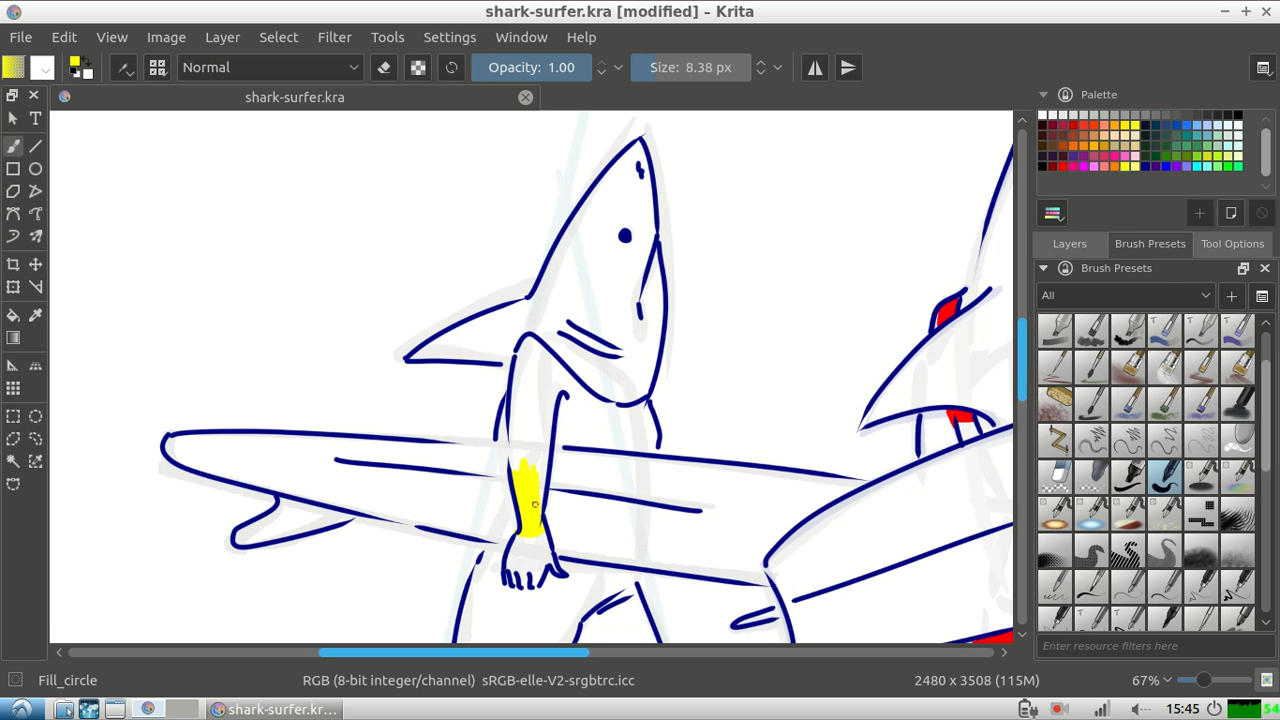 shark-surfer.kra [modified] – Krita
File Edit View Image Layer Select Filter Tools Settings Window Help
Normal Opacity: 1.00 Size: 8.38 px
shark-surfer.kra
Palette
Layers Brush Presets Tool Options
Brush Presets
All
Enter resource filters here
Fill_circle RGB (8-bit integer/channel) sRGB-elle-V2-srgbtrc.icc 2480 x 3508 (115M) 67%
shark-surfer.kr... 15:45 54